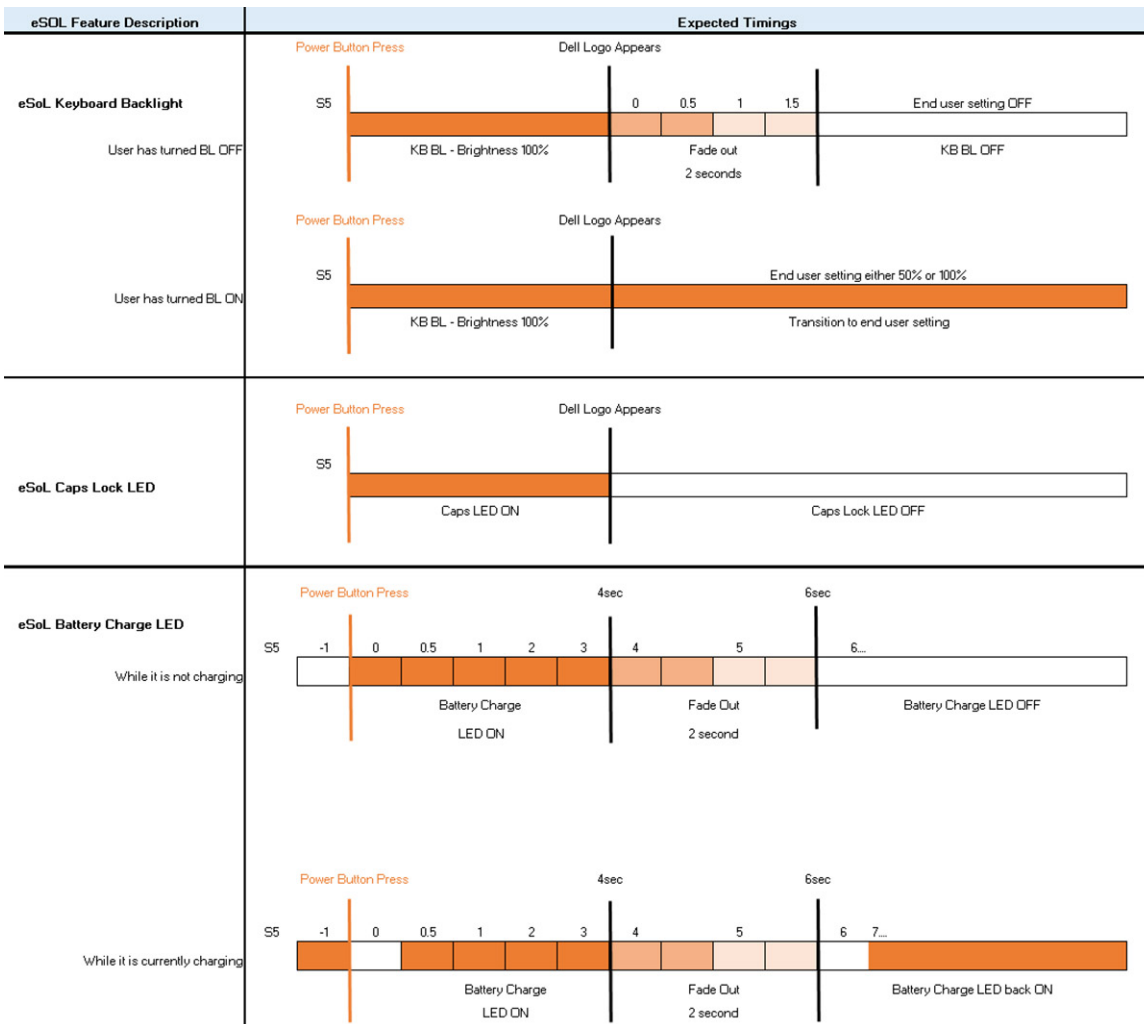 eSOL Feature Description
Expected Timings
Power Button Press
Dell Logo Appears
eSoL Keyboard Backlight
S5
0 0.5 1 1.5
End user setting OFF
User has turned BL OFF
KB BL - Brightness 100%
Fade out
KB BL OFF
2 seconds
Power Button Press
Dell Logo Appears
S5
End user setting either 50% or 100%
User has turned BL ON
KB BL - Brightness 100%
Transition to end user setting
Power Button Press
Dell Logo Appears
S5
eSoL Caps Lock LED
Caps LED ON
Caps Lock LED OFF
Power Button Press
4sec
6sec
eSoL Battery Charge LED
S5
-1 0 0.5 1 2 3 4 5 6....
While it is not charging
Battery Charge
Fade Out
Battery Charge LED OFF
LED ON
2 second
Power Button Press
4sec
6sec
S5
-1 0 0.5 1 2 3 4 5 6 7....
While it is currently charging
Battery Charge
Fade Out
Battery Charge LED back ON
LED ON
2 second